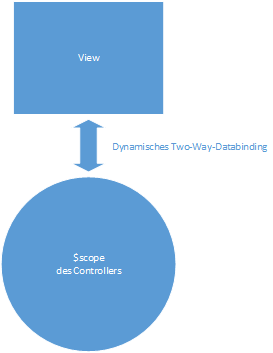 View
Dynamisches Two-Way-Databinding
$scope
des Controllers